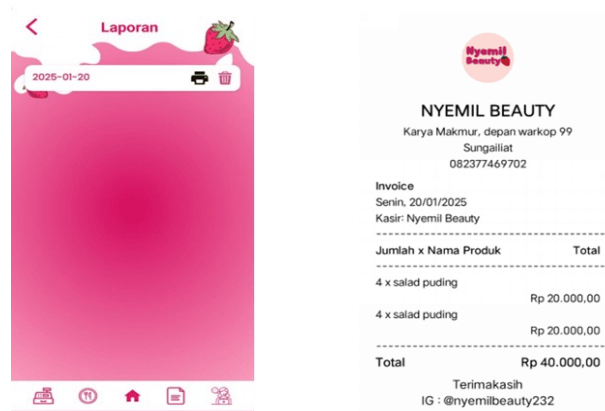 Laporan
2025-01-20
Nyemil
Beauty
NYEMIL BEAUTY
Karya Makmur, depan warkop 99
Sungailiat
082377469702
Invoice
Senin, 20/01/2025
Kasir: Nyemil Beauty
Jumlah x Nama Produk Total
4 x salad puding
Rp 20.000,00
4 x salad puding
Rp 20.000,00
Total Rp 40.000,00
Terimakasih
IG : @nyemilbeauty232